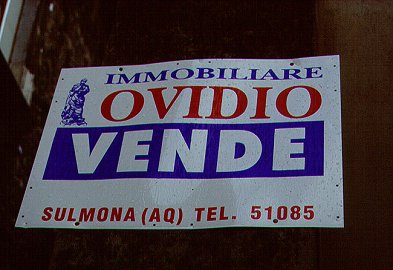 IMMOBILIARE
OVIDIO
VENDE
SULMONA (AQ) TEL. 51085